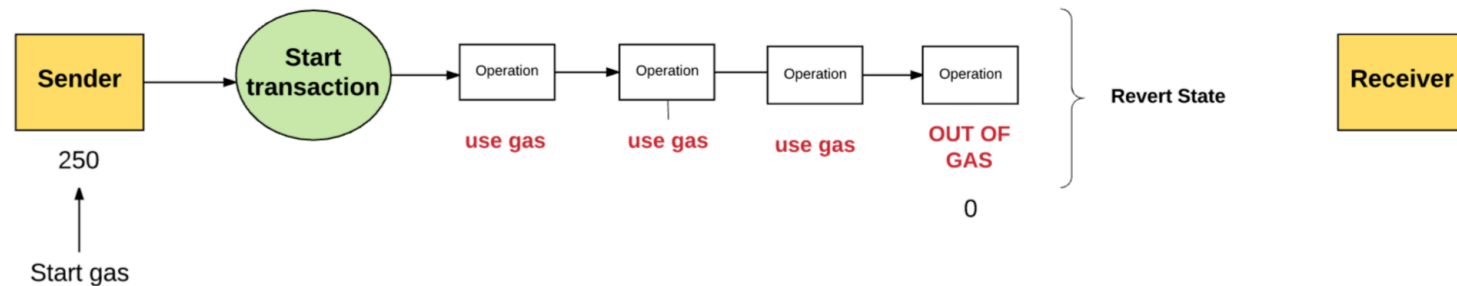 Sender
Start
transaction
Operation
Operation
Operation
Operation
Revert State
Receiver
use gas
use gas
use gas
OUT OF
GAS
250
0
Start gas